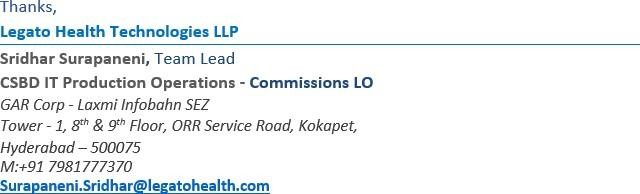 Thanks,
Legato Health Technologies LLP
Sridhar Surapaneni, Team Lead
CSBD IT Production Operations - Commissions LO
GAR Corp - Laxmi Infobahn SEZ
Tower - 1, 8th & 9th Floor, ORR Service Road, Kokapet,
Hyderabad – 500075
M:+91 7981777370
Surapaneni.Sridhar@legatohealth.com